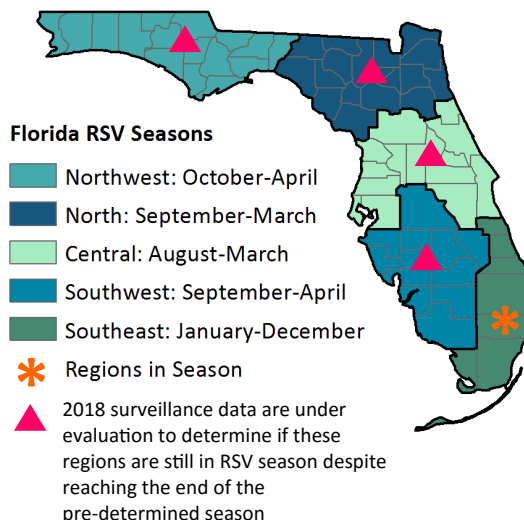 Florida RSV Seasons
Northwest: October-April
North: September-March
Central: August-March
Southwest: September-April
Southeast: January-December
Regions in Season
2018 surveillance data are under
evaluation to determine if these
regions are still in RSV season despite
reaching the end of the
pre-determined season